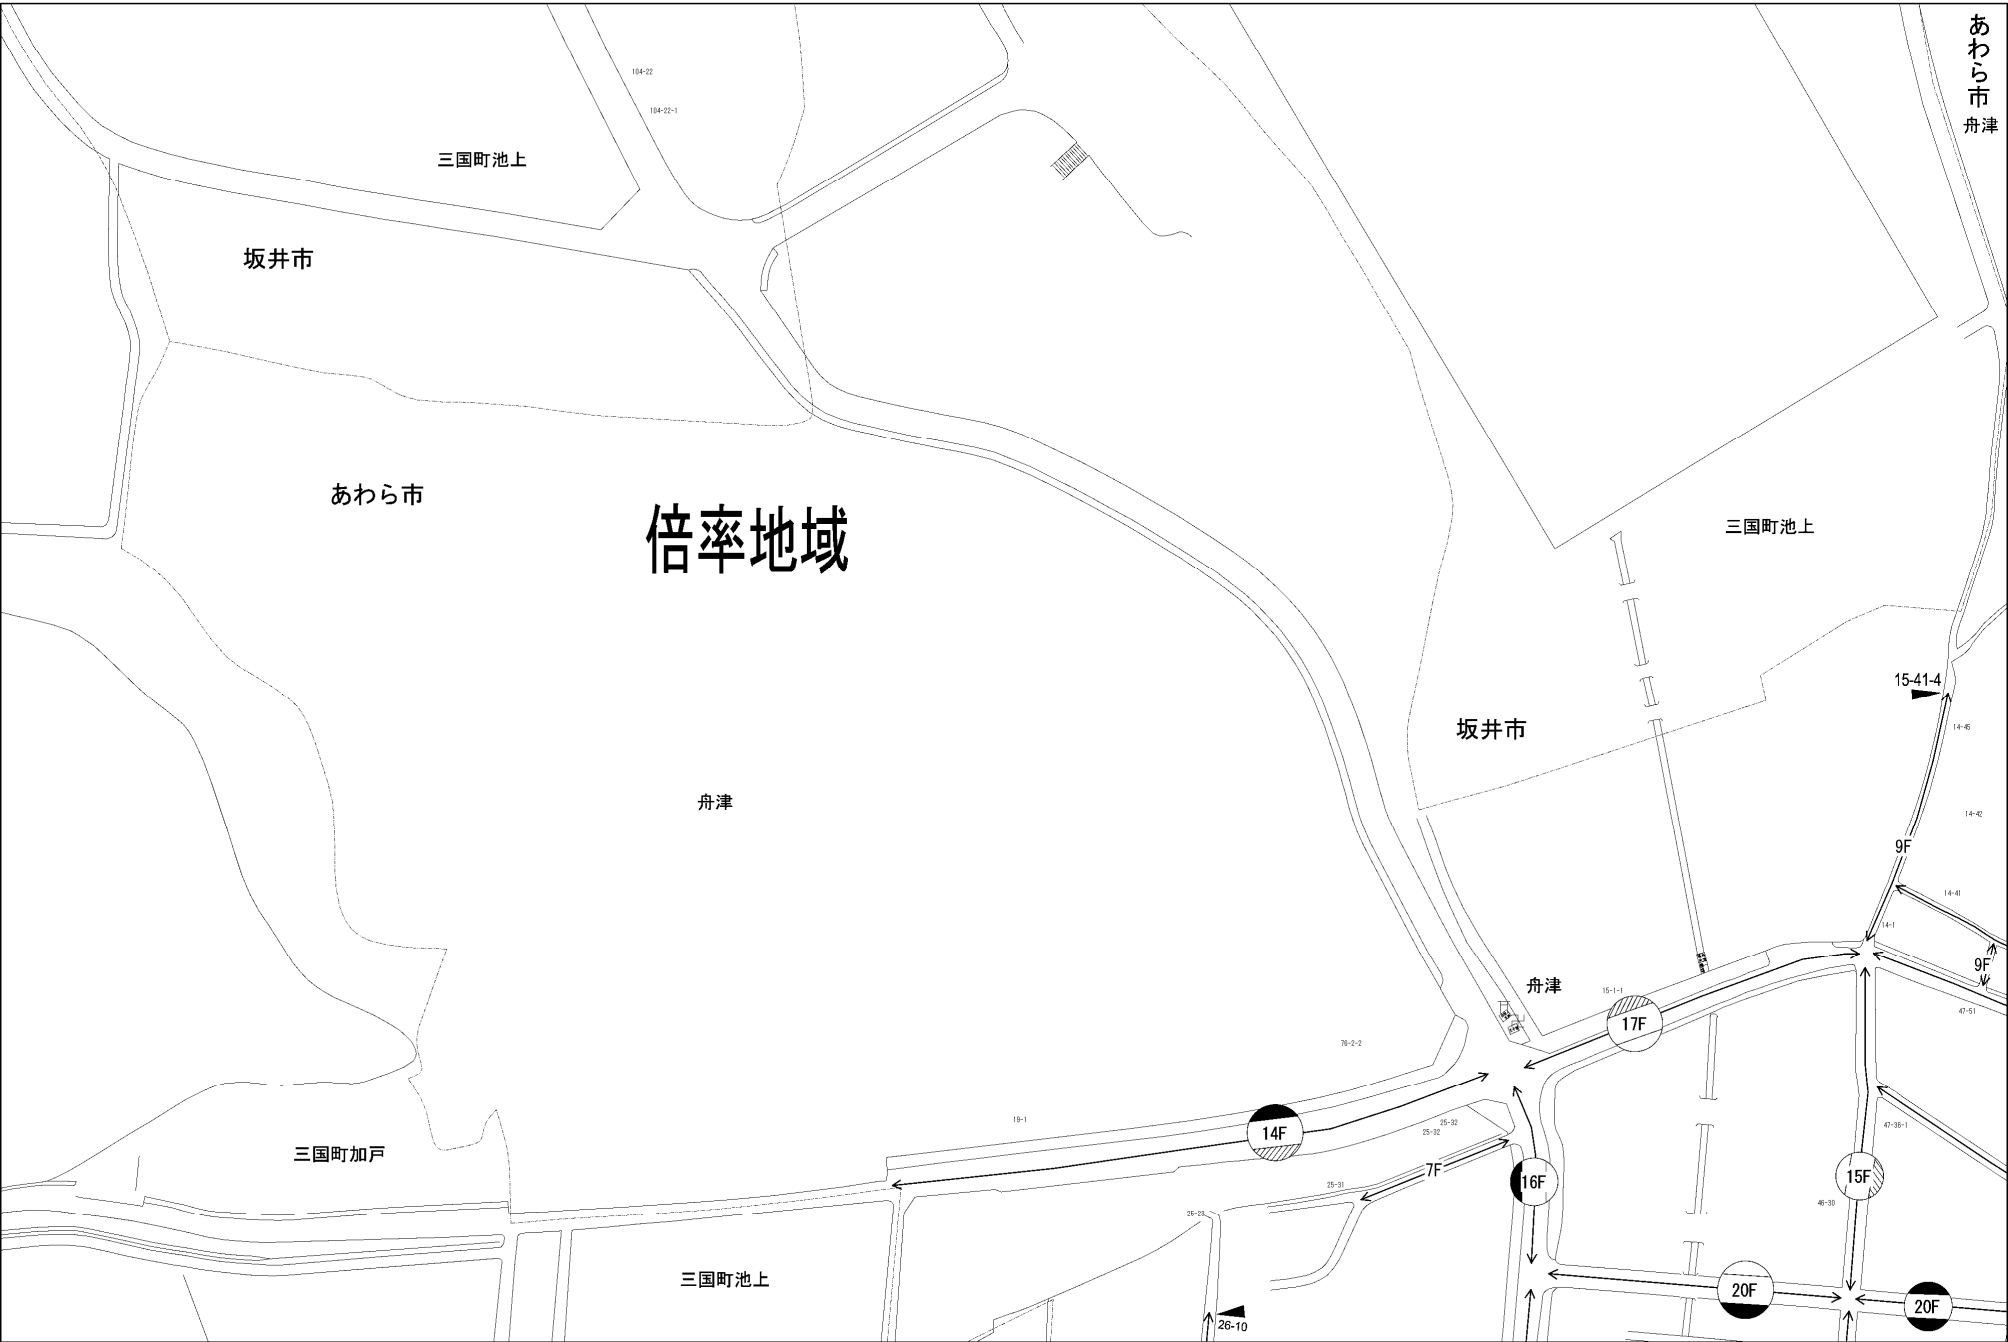 あわら市
舟津
104-22
104-22-1
三国町池上
坂井市
あわら市
倍率地域
三国町池上
15-41-4
坂井市
14-45
舟津
14-42
9F
14-41
14-1
9F
舟津
15-1-1
47-51
17F
76-2-2
19-1
14F
25-32
25-32
47-36-1
三国町加戸
7F
16F
15F
25-31
46-30
26-23
三国町池上
20F
20F
26-10